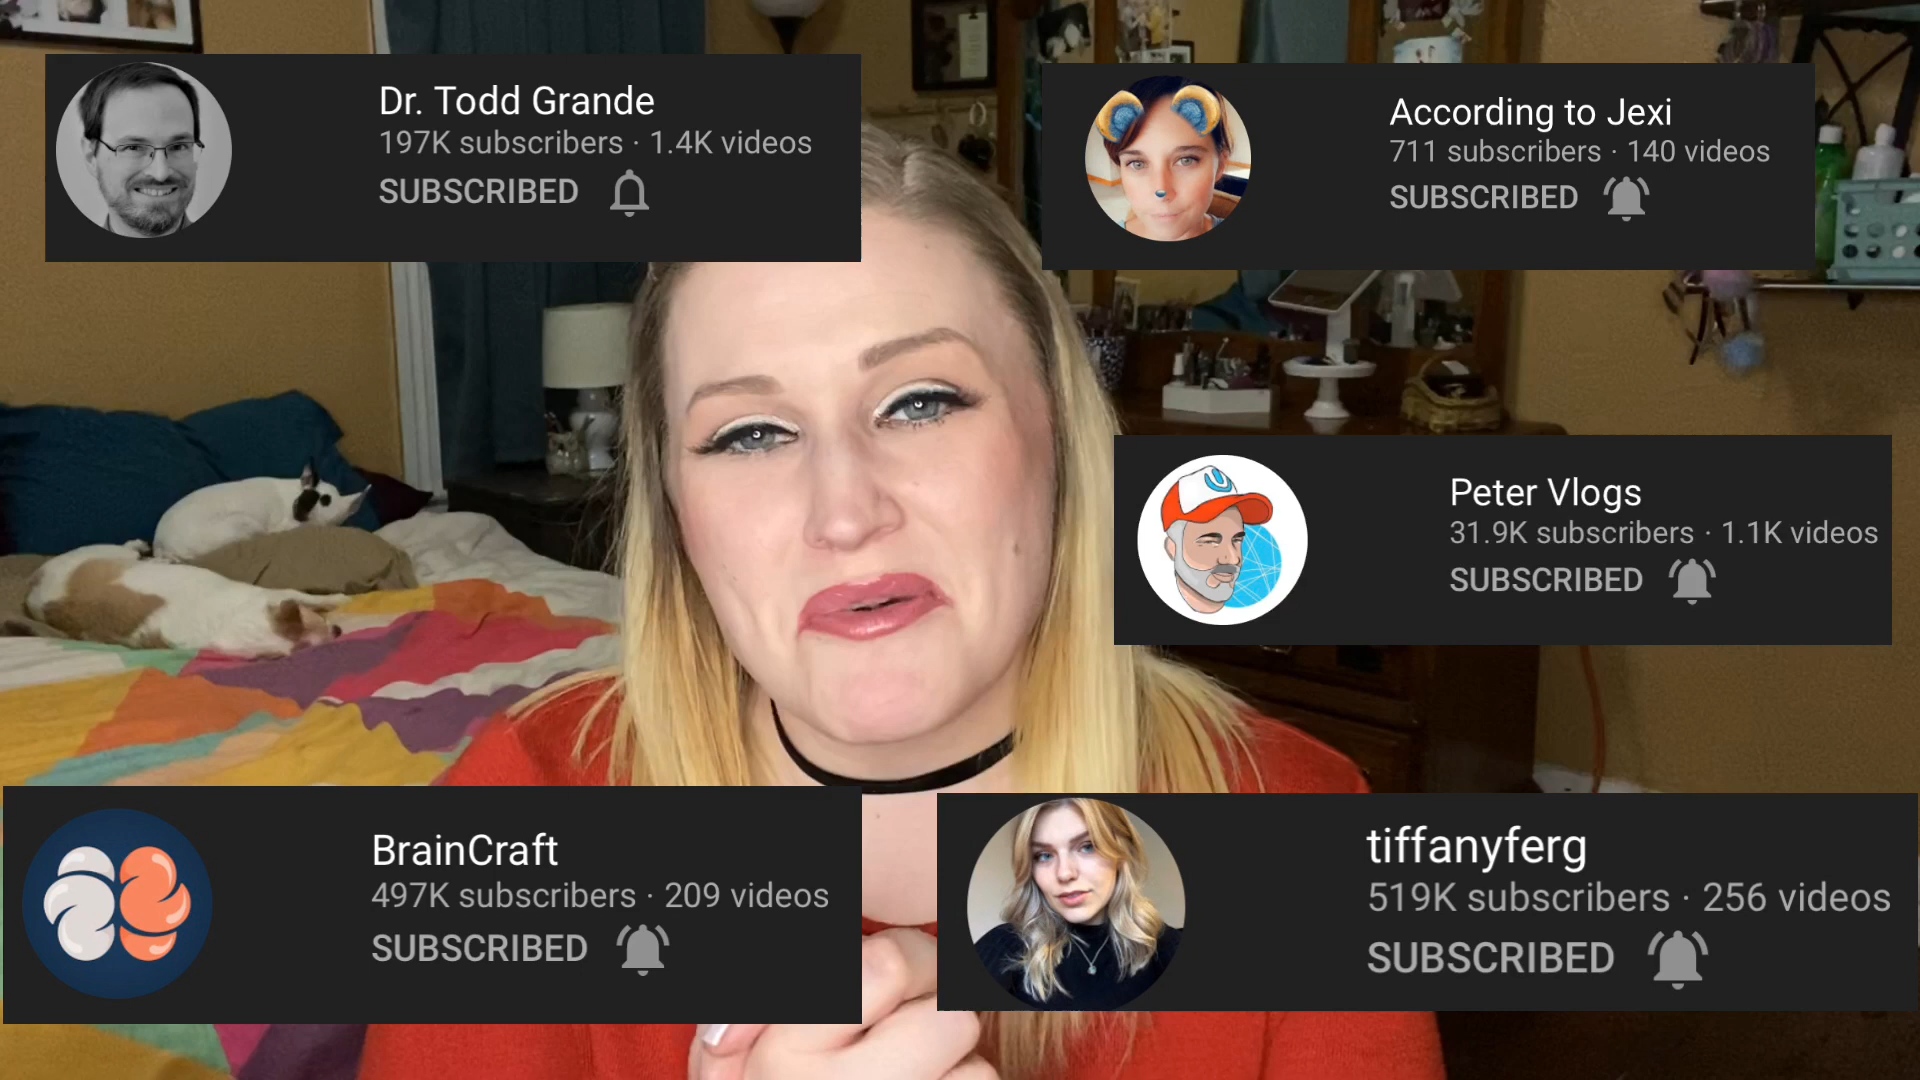 Dr. Todd Grande
197K subscribers · 1.4K videos
SUBSCRIBED
According to Jexi
711 subscribers · 140 videos
SUBSCRIBED
Peter Vlogs
31.9K subscribers · 1.1K videos
SUBSCRIBED
BrainCraft
497K subscribers · 209 videos
SUBSCRIBED
tiffanyferg
519K subscribers · 256 videos
SUBSCRIBED